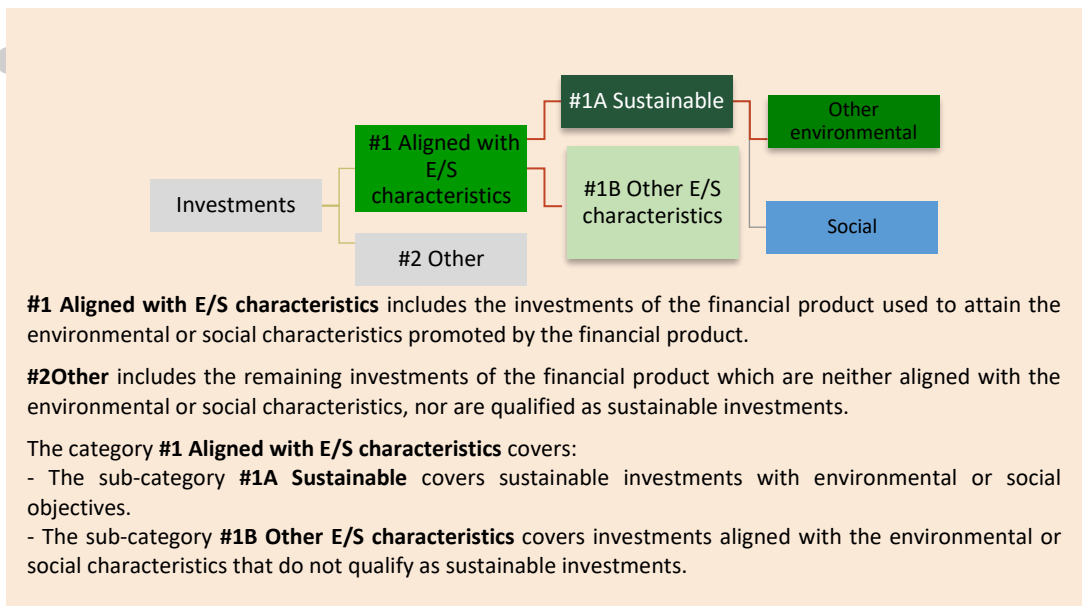 #1A Sustainable
Other
environmental
#1 Aligned with
E/S
characteristics
#1B Other E/S
characteristics
Investments
Social
#2 Other
#1 Aligned with E/S characteristics includes the investments of the financial product used to attain the
environmental or social characteristics promoted by the financial product.
#2Other includes the remaining investments of the financial product which are neither aligned with the
environmental or social characteristics, nor are qualified as sustainable investments.
The category #1 Aligned with E/S characteristics covers:
- The sub-category #1A Sustainable covers sustainable investments with environmental or social
objectives.
- The sub-category #1B Other E/S characteristics covers investments aligned with the environmental or
social characteristics that do not qualify as sustainable investments.